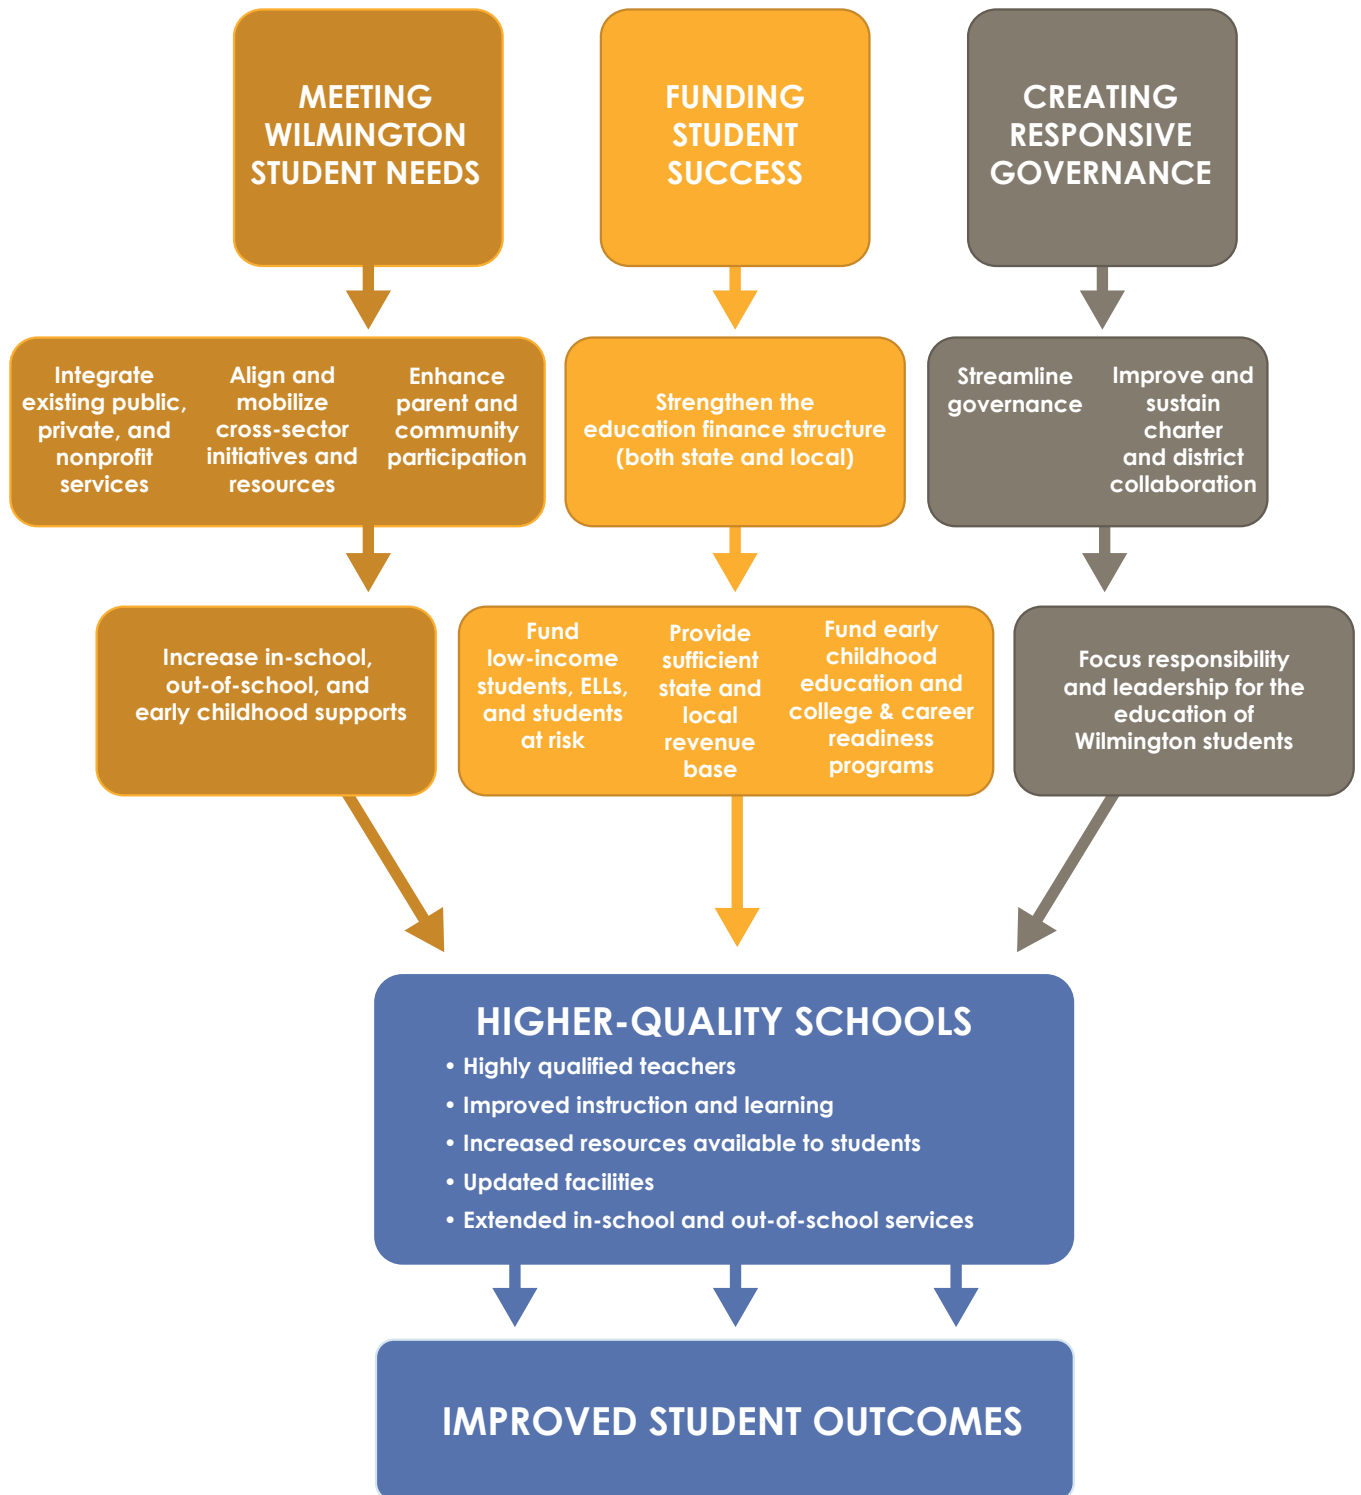 MEETING
WILMINGTON
STUDENT NEEDS
FUNDING
STUDENT
SUCCESS
CREATING
RESPONSIVE
GOVERNANCE
Integrate
existing public,
private, and
nonprofit
services
Align and
mobilize
cross-sector
initiatives and
resources
Enhance
parent and
community
participation
Strengthen the
education finance structure
(both state and local)
Streamline
governance
Improve and
sustain
charter
and district
collaboration
Increase in-school,
out-of-school, and
early childhood supports
Fund
low-income
students, ELLs,
and students
at risk
Provide
sufficient
state and
local
revenue
base
Fund early
childhood
education and
college & career
readiness
programs
Focus responsibility
and leadership for the
education of
Wilmington students
HIGHER-QUALITY SCHOOLS
• Highly qualified teachers
• Improved instruction and learning
• Increased resources available to students
• Updated facilities
• Extended in-school and out-of-school services
IMPROVED STUDENT OUTCOMES